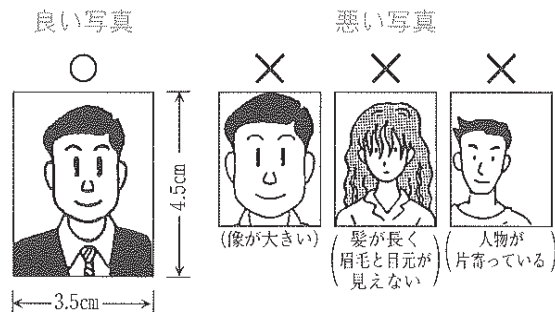 良い写真
悪い写真
○
×
×
×
4.5cm
3.5cm
(像が大きい)
(髪が長く
眉毛と目元が
見えない)
(人物が
片寄っている)